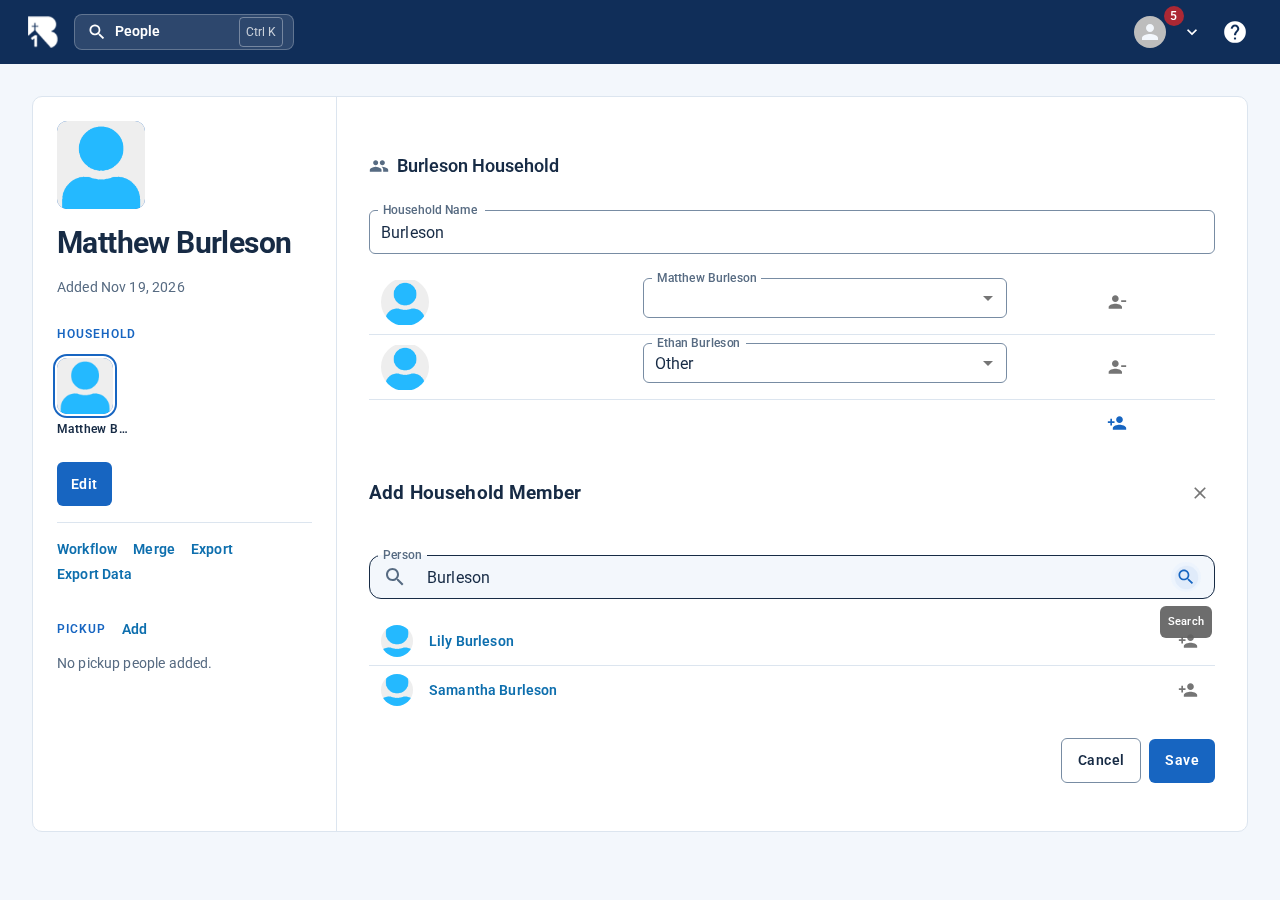 People
Ctrl K
5
Matthew Burleson
Added Nov 19, 2026
HOUSEHOLD
Matthew B...
Edit
Workflow Merge Export
Export Data
PICKUP Add
No pickup people added.
Burleson Household
Household Name
Burleson
Matthew Burleson
Ethan Burleson
Other
Add Household Member
Person
Burleson
Search
Lily Burleson
Samantha Burleson
Cancel Save